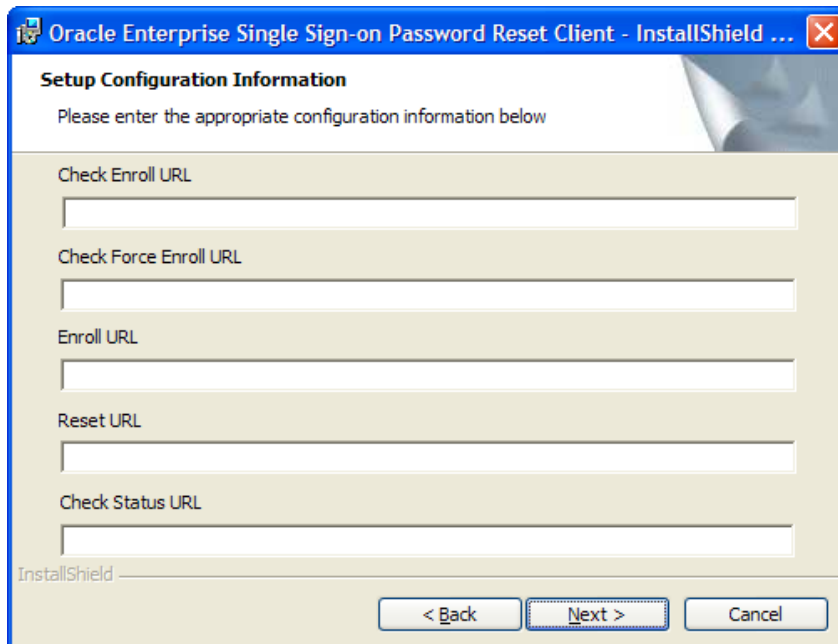 Oracle Enterprise Single Sign-on Password Reset Client - InstallShield ...
Setup Configuration Information
Please enter the appropriate configuration information below
Check Enroll URL
Check Force Enroll URL
Enroll URL
Reset URL
Check Status URL
InstallShield
< Back Next > Cancel